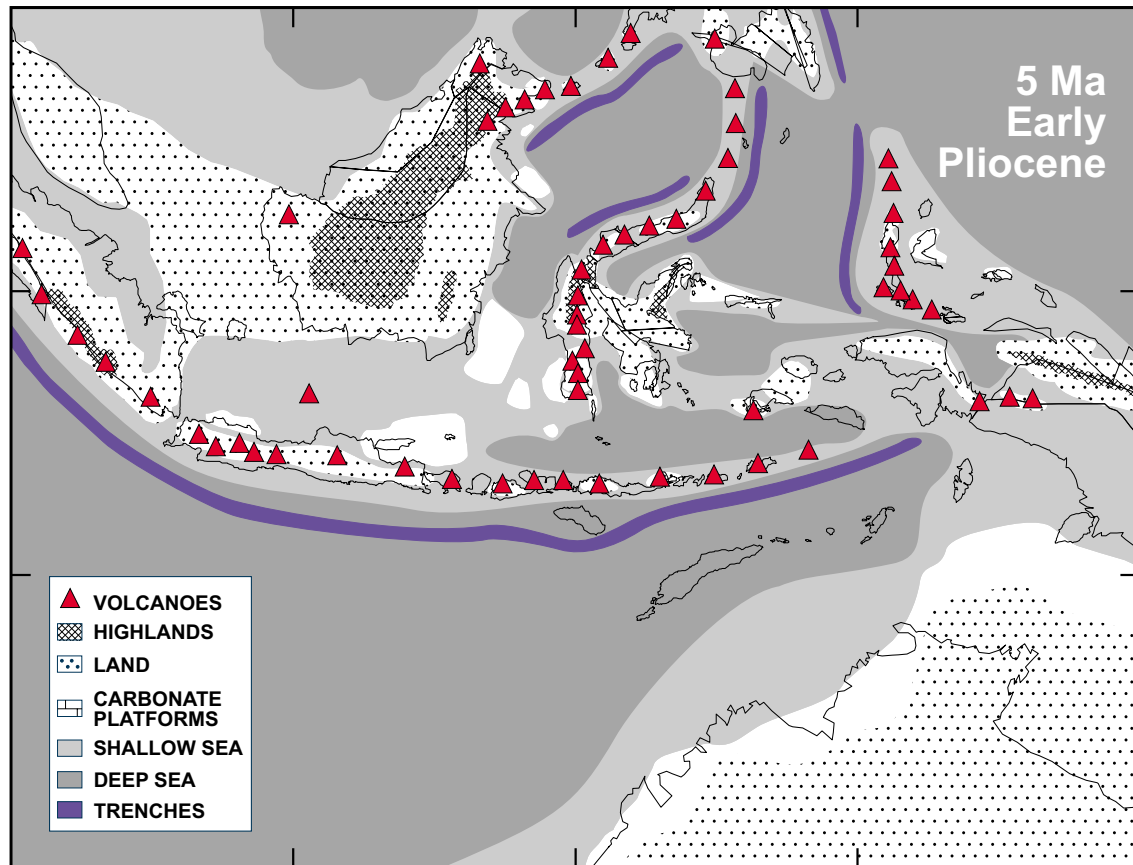 5 Ma
Early
Pliocene
VOLCANOES
HIGHLANDS
LAND
CARBONATE
PLATFORMS
SHALLOW SEA
DEEP SEA
TRENCHES